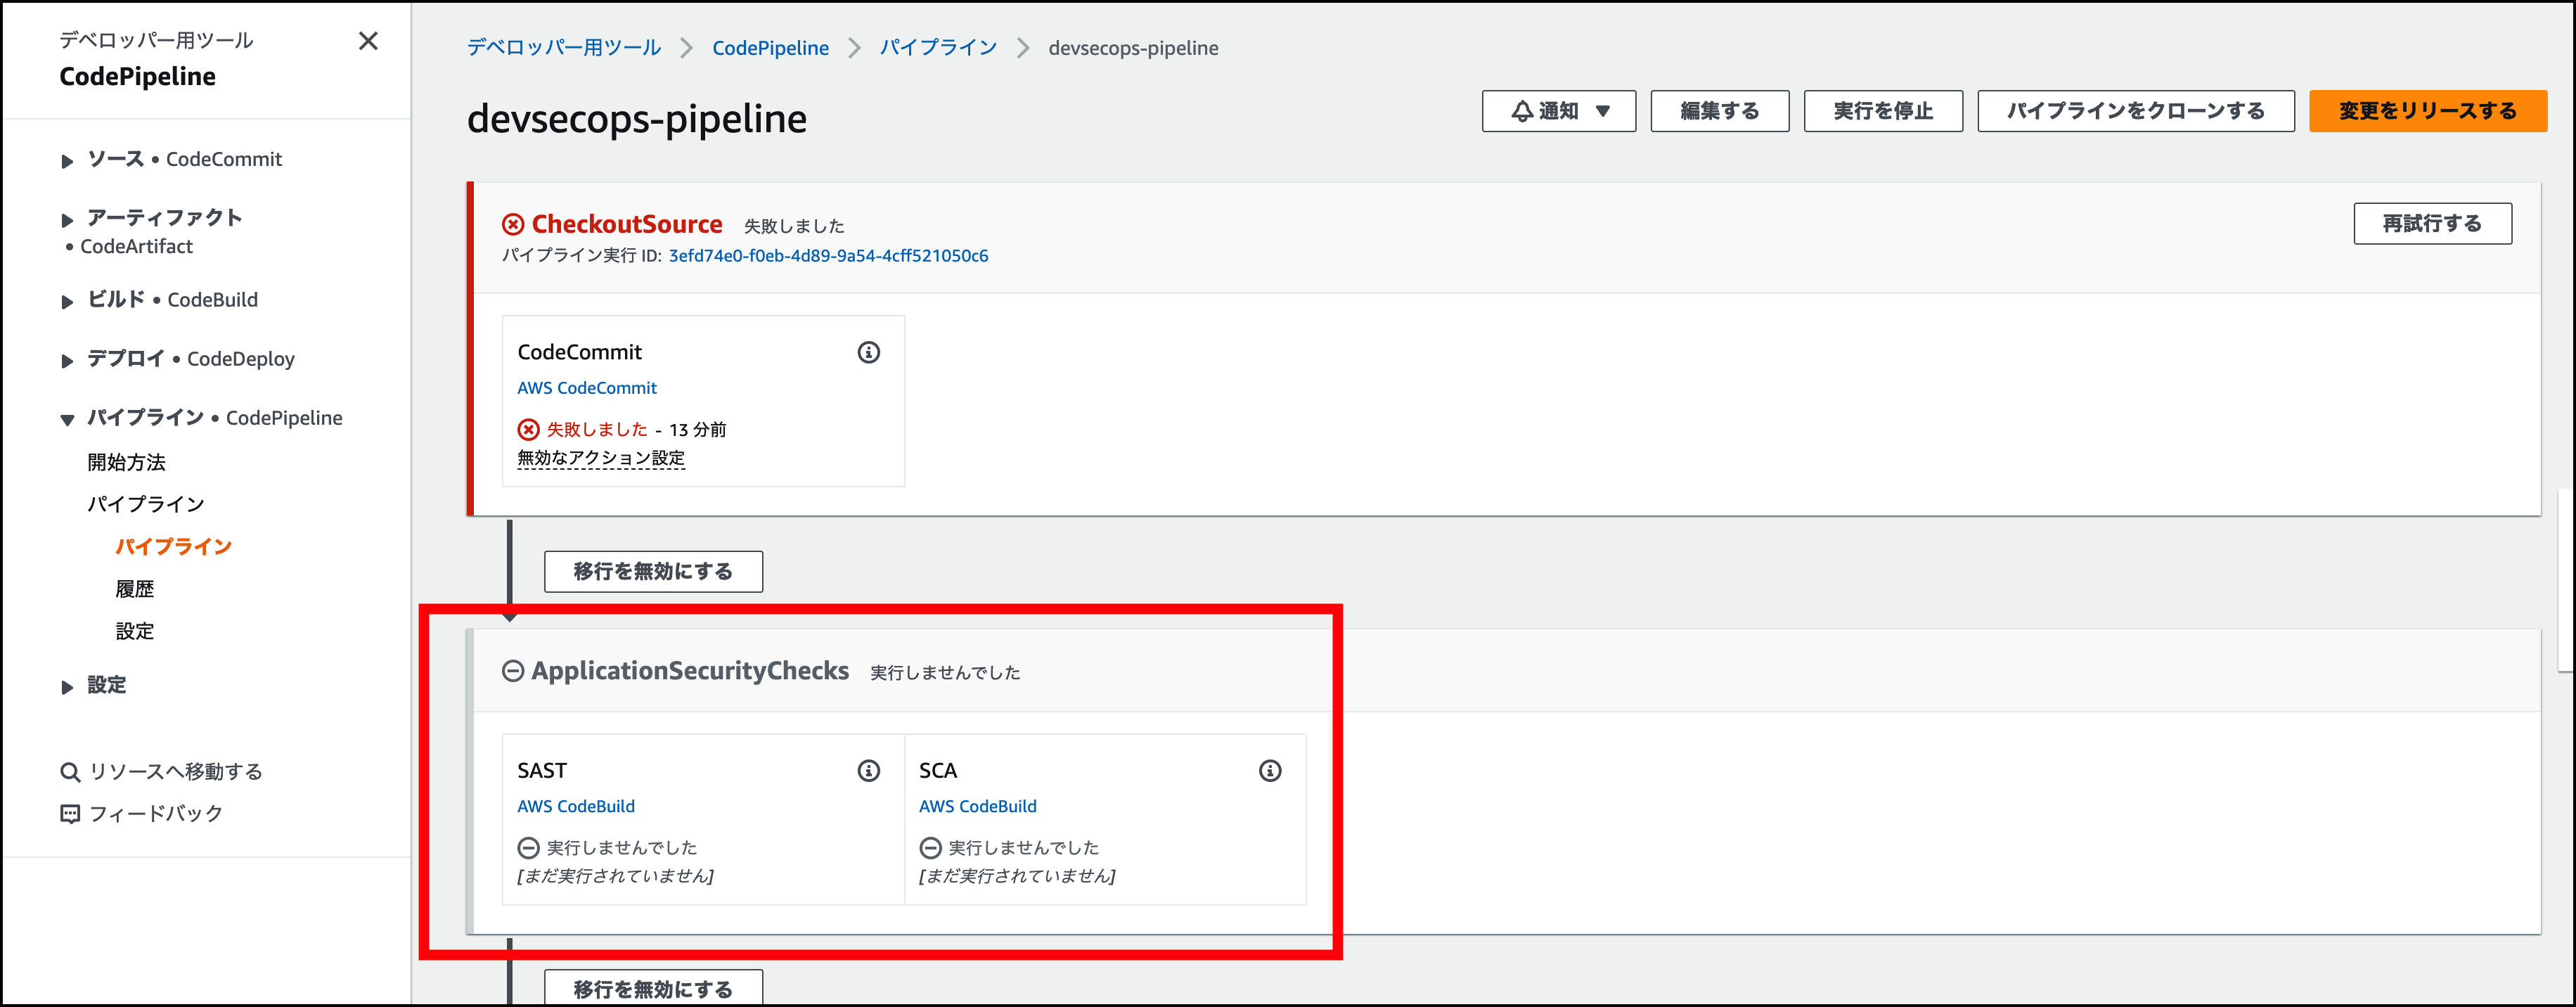 デベロッパー用ツール
CodePipeline
ソース • CodeCommit
アーティファクト
• CodeArtifact
ビルド • CodeBuild
デプロイ • CodeDeploy
パイプライン • CodePipeline
開始方法
パイプライン
パイプライン
履歴
設定
設定
リソースへ移動する
フィードバック
デベロッパー用ツール > CodePipeline > パイプライン > devsecops-pipeline
devsecops-pipeline
通知 ▼ 編集する 実行を停止 パイプラインをクローンする 変更をリリースする
CheckoutSource 失敗しました
再試行する
パイプライン実行 ID: 3efd74e0-f0eb-4d89-9a54-4cff521050c6
CodeCommit
AWS CodeCommit
失敗しました - 13 分前
無効なアクション設定
移行を無効にする
ApplicationSecurityChecks 実行しませんでした
SAST
AWS CodeBuild
実行しませんでした
[まだ実行されていません]
SCA
AWS CodeBuild
実行しませんでした
[まだ実行されていません]
移行を無効にする